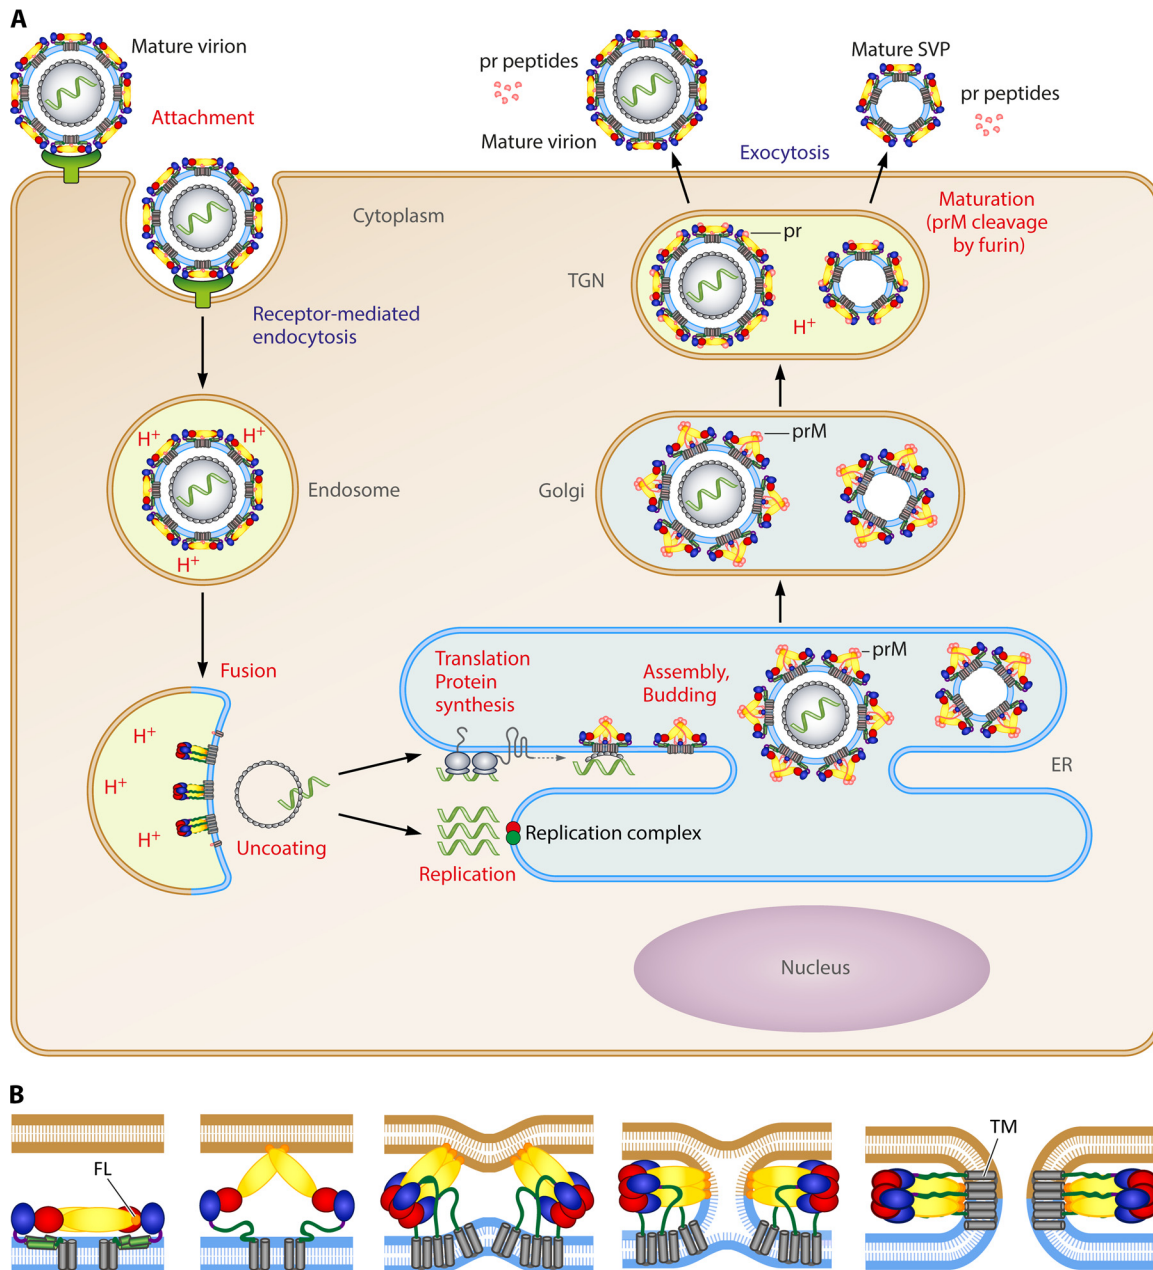 A
Mature virion
Attachment
pr peptides
Mature virion
Mature SVP
pr peptides
Exocytosis
Cytoplasm
Maturation
(prM cleavage
by furin)
pr
TGN
H+
Receptor-mediated
endocytosis
H+
H+
H+
Endosome
prM
Golgi
Fusion
H+
H+
H+
Uncoating
Translation
Protein
synthesis
Assembly,
Budding
prM
ER
Replication complex
Replication
Nucleus
B
FL
TM